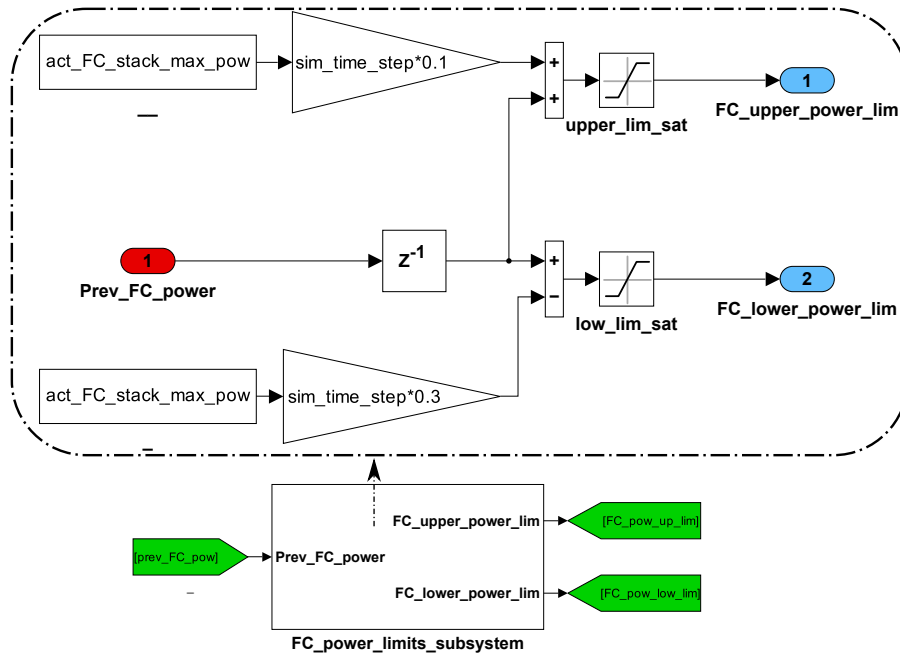 act_FC_stack_max_pow
sim_time_step*0.1
+
+
upper_lim_sat
1
FC_upper_power_lim
1
Prev_FC_power
z-1
+
−
low_lim_sat
2
FC_lower_power_lim
act_FC_stack_max_pow
sim_time_step*0.3
[prev_FC_pow]
Prev_FC_power
FC_upper_power_lim
FC_lower_power_lim
[FC_pow_up_lim]
[FC_pow_low_lim]
FC_power_limits_subsystem